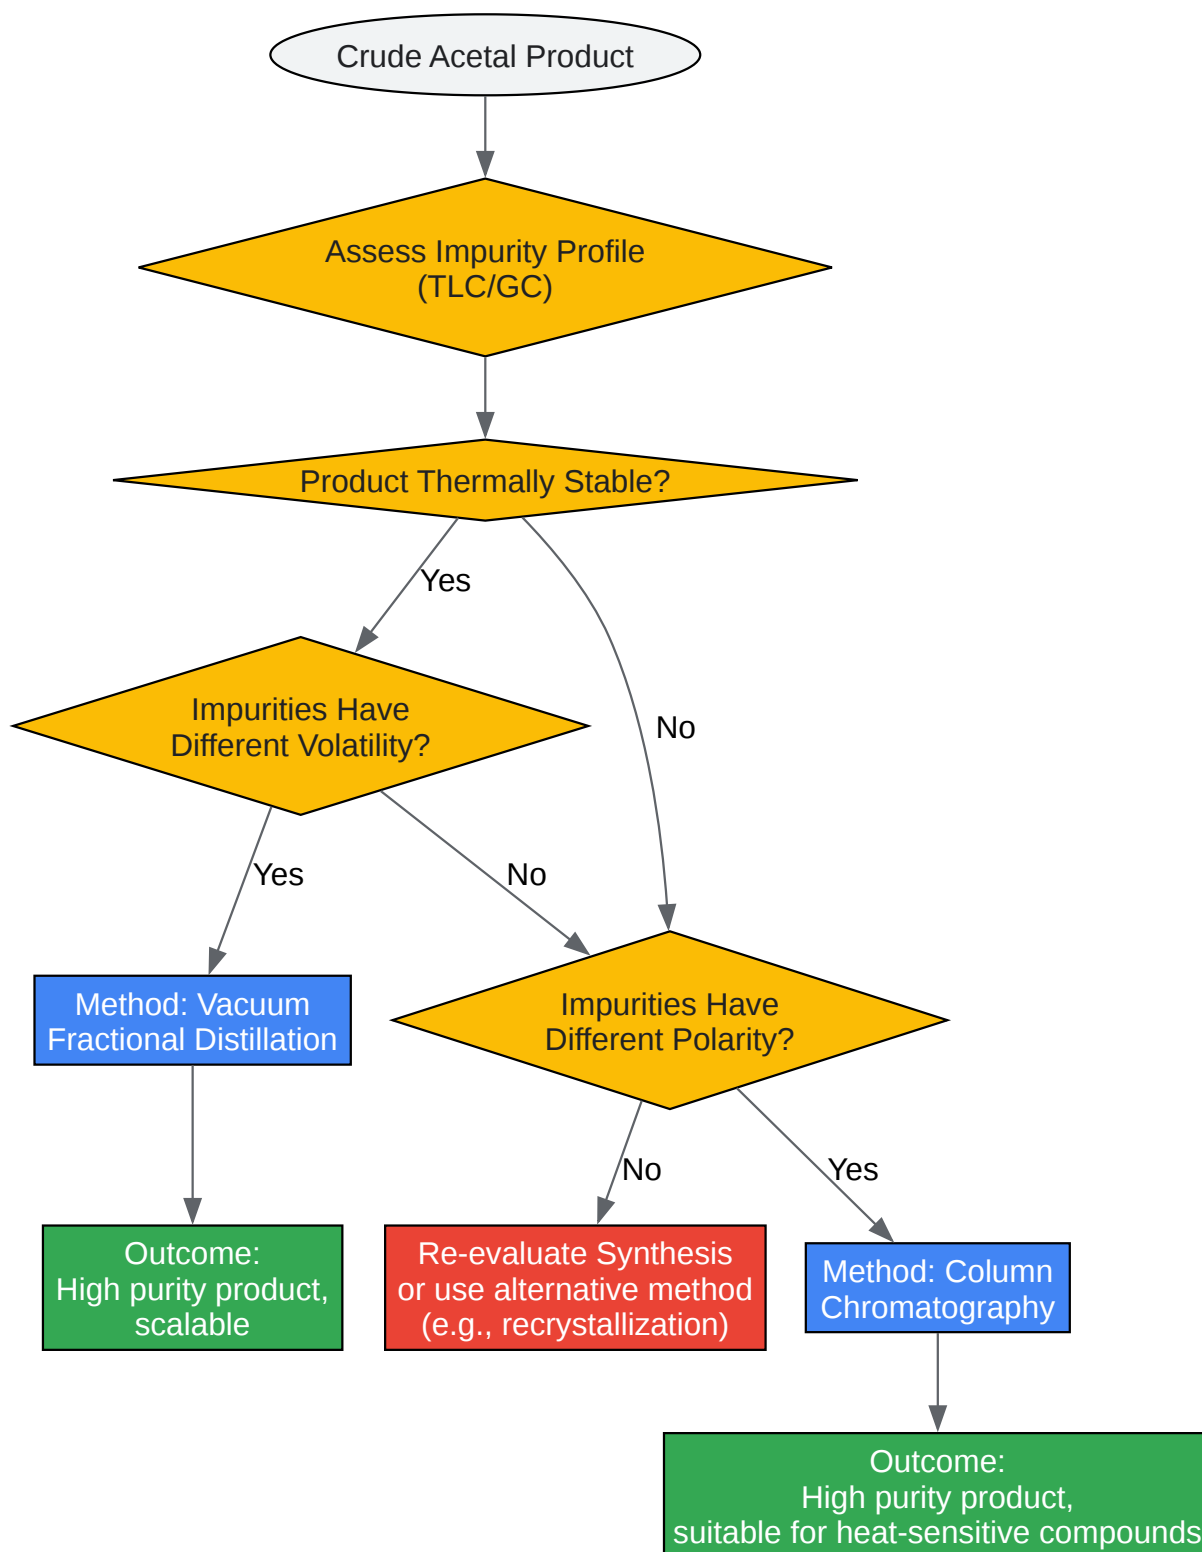 Crude Acetal Product
Assess Impurity Profile
(TLC/GC)
Product Thermally Stable?
Yes
No
Impurities Have
Different Volatility?
Yes
No
Method: Vacuum
Fractional Distillation
Impurities Have
Different Polarity?
No
Yes
Outcome:
High purity product,
scalable
Re-evaluate Synthesis
or use alternative method
(e.g., recrystallization)
Method: Column
Chromatography
Outcome:
High purity product,
suitable for heat-sensitive compounds